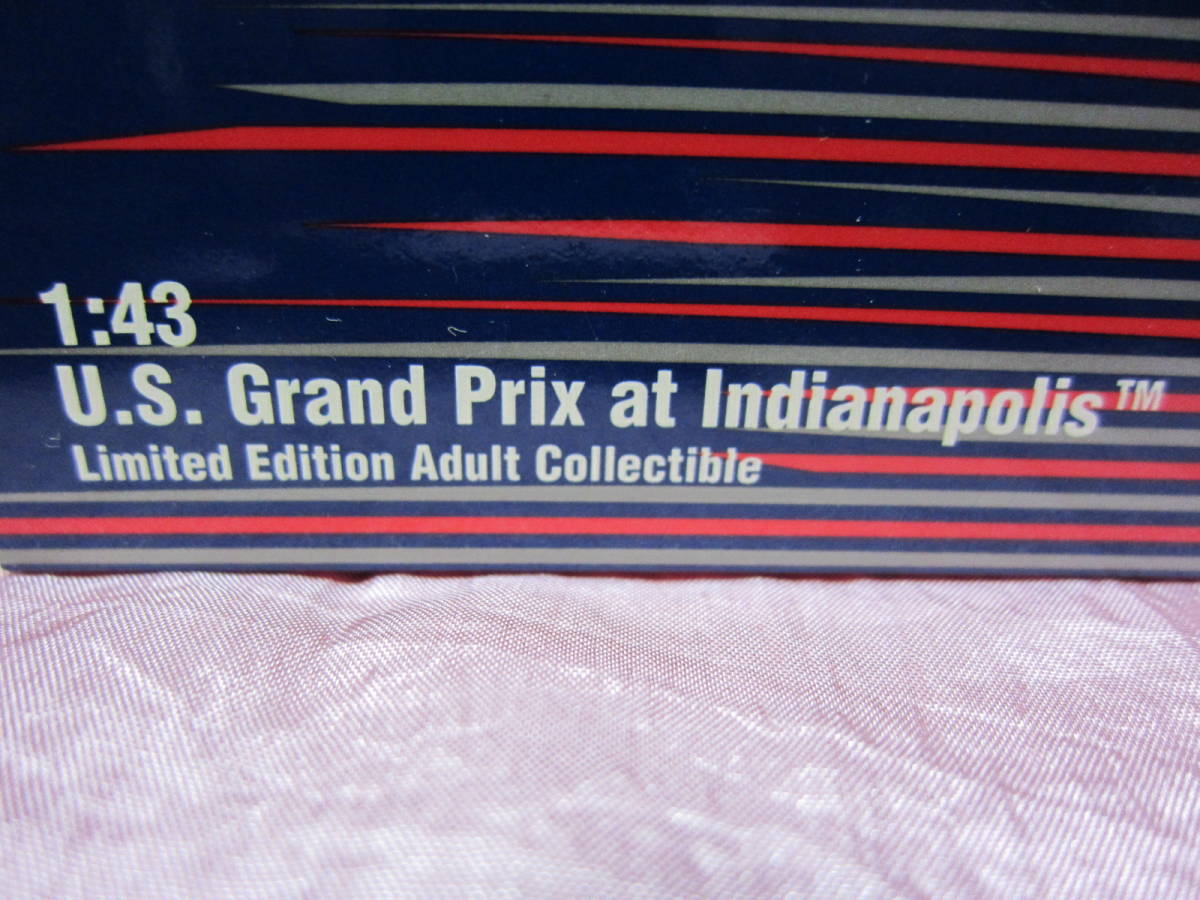 1:43
U.S. Grand Prix at Indianapolis™
Limited Edition Adult Collectible